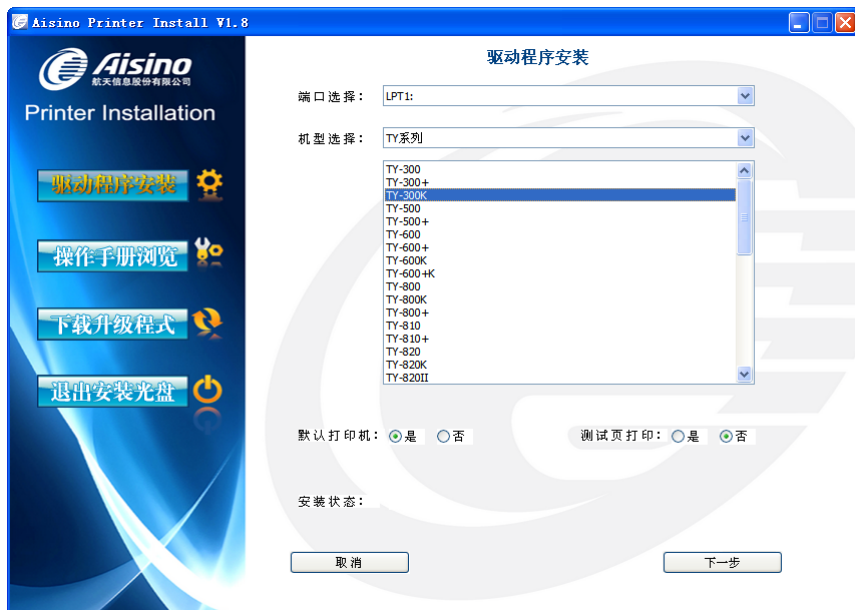 Aisino Printer Install V1.8
Aisino
航天信息股份有限公司
Printer Installation
驱动程序安装
操作手册浏览
下载升级程式
退出安装光盘
驱动程序安装
端口选择： LPT1:
机型选择： TY系列
TY-300
TY-300+
TY-300K
TY-500
TY-500+
TY-600
TY-600+
TY-600K
TY-600+K
TY-800
TY-800K
TY-800+
TY-810
TY-810+
TY-820
TY-820K
TY-820II
默认打印机： 是 否 测试页打印： 是 否
安装状态：
取消 下一步